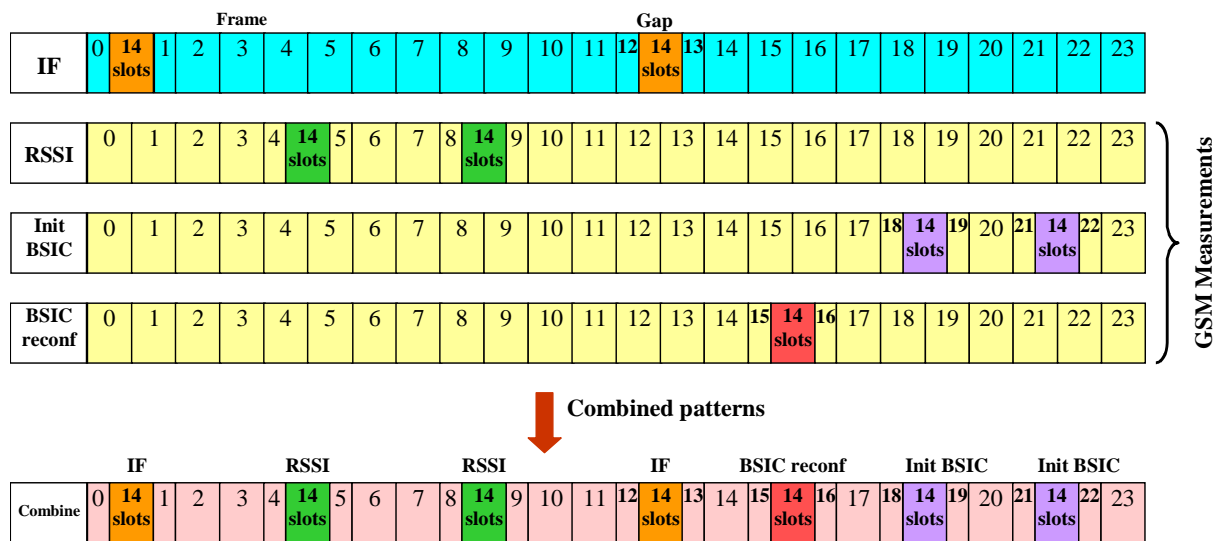 Frame Gap
IF 0 14 slots 1 2 3 4 5 6 7 8 9 10 11 12 14 slots 13 14 15 16 17 18 19 20 21 22 23
RSSI 0 1 2 3 4 14 slots 5 6 7 8 14 slots 9 10 11 12 13 14 15 16 17 18 19 20 21 22 23
Init BSIC 0 1 2 3 4 5 6 7 8 9 10 11 12 13 14 15 16 17 18 14 slots 19 20 21 14 slots 22 23
BSIC reconf 0 1 2 3 4 5 6 7 8 9 10 11 12 13 14 15 14 slots 16 17 18 19 20 21 22 23
GSM Measurements
Combined patterns
IF RSSI RSSI IF BSIC reconf Init BSIC Init BSIC
Combine 0 14 slots 1 2 3 4 14 slots 5 6 7 8 14 slots 9 10 11 12 14 slots 13 14 15 14 slots 16 17 18 14 slots 19 20 21 14 slots 22 23